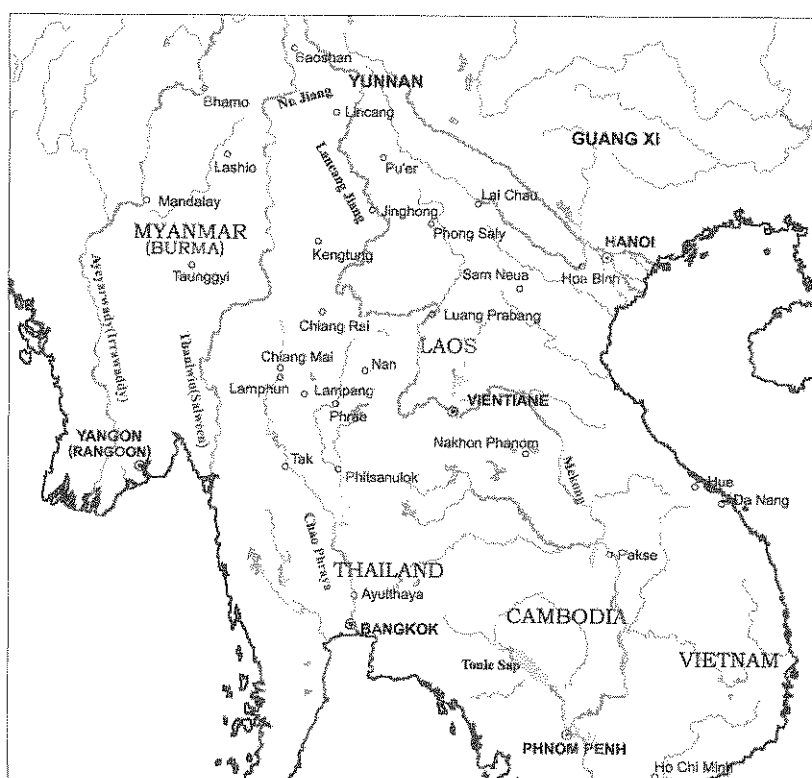 Baoshan
YUNNAN
Bhamo
Nu Jiang
Lincang
GUANG XI
Lashio
Lancang Jiang
Pu'er
Mandalay
Jinghong
Lai Chau
MYANMAR
(BURMA)
Phong Saly
HANOI
Kengtung
Taunggyi
Sam Neua
Hoa Binh
Ayeyarwady(Irrawaddy)
Chiang Rai
Luang Prabang
Thanlwin(Salween)
LAOS
Chiang Mai
Nan
Lamphun
Lampang
Phrae
VIENTIANE
YANGON
(RANGOON)
Nakhon Phanom
Mekong
Tak
Phitsanulok
Hue
Da Nang
Chao Phraya
Pakse
THAILAND
Ayutthaya
CAMBODIA
BANGKOK
Tonle Sap
VIETNAM
PHNOM PENH
Ho Chi Minh